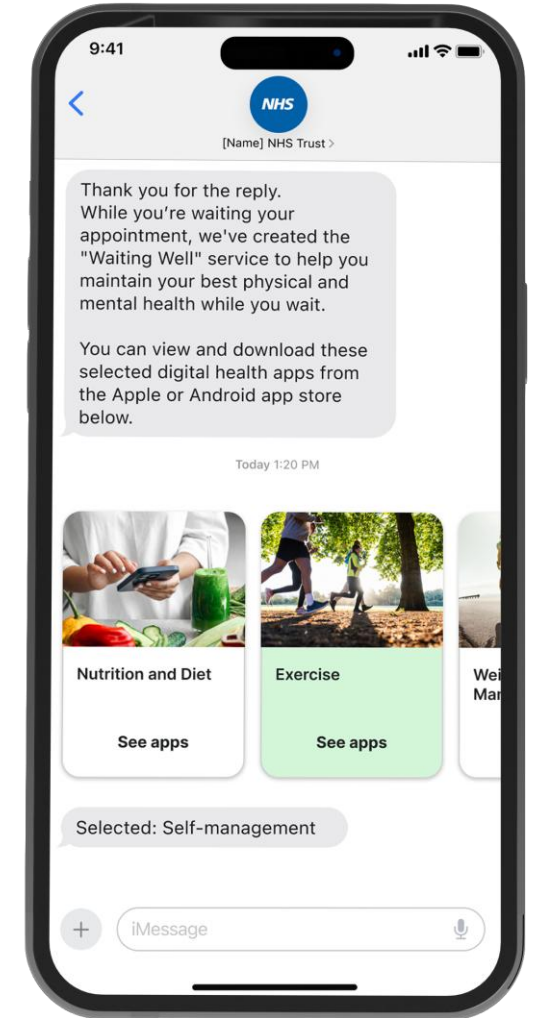 9:41
NHS
[Name] NHS Trust >
Thank you for the reply.
While you're waiting your
appointment, we've created the
"Waiting Well" service to help you
maintain your best physical and
mental health while you wait.
You can view and download these
selected digital health apps from
the Apple or Android app store
below.
Today 1:20 PM
Nutrition and Diet
See apps
Exercise
See apps
Wei
Mar
Selected: Self-management
iMessage